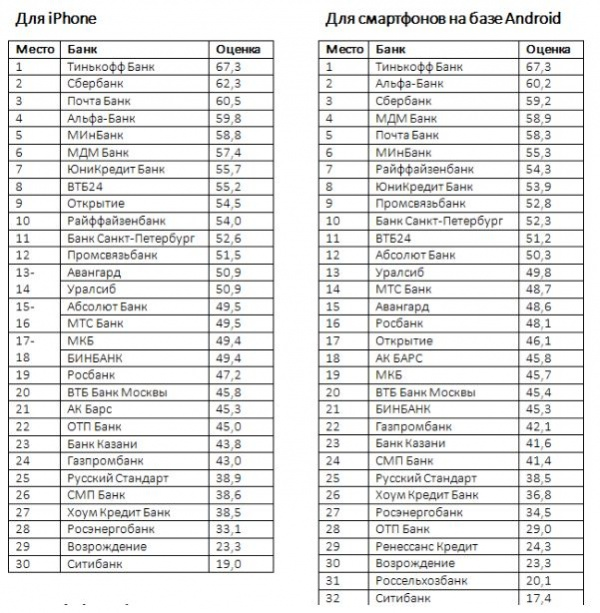 Для iPhone
Место Банк Оценка
1 Тинькофф Банк 67,3
2 Сбербанк 62,3
3 Почта Банк 60,5
4 Альфа-Банк 59,8
5 МИнБанк 58,8
6 МДМ Банк 57,4
7 ЮниКредит Банк 55,7
8 ВТБ24 55,2
9 Открытие 54,5
10 Райффайзенбанк 54,0
11 Банк Санкт-Петербург 52,6
12 Промсвязьбанк 51,5
13- Авангард 50,9
14 Уралсиб 50,9
15- Абсолют Банк 49,5
16 МТС Банк 49,5
17- МКБ 49,4
18 БИНБАНК 49,4
19 Росбанк 47,2
20 ВТБ Банк Москвы 45,8
21 АК Барс 45,3
22 ОТП Банк 45,0
23 Банк Казани 43,8
24 Газпромбанк 43,0
25 Русский Стандарт 38,9
26 СМП Банк 38,6
27 Хоум Кредит Банк 38,5
28 Росэнергобанк 33,1
29 Возрождение 23,3
30 Ситибанк 19,0
Для смартфонов на базе Android
Место Банк Оценка
1 Тинькофф Банк 67,3
2 Альфа-Банк 60,2
3 Сбербанк 59,2
4 МДМ Банк 58,9
5 Почта Банк 58,3
6 МИнБанк 55,3
7 Райффайзенбанк 54,3
8 ЮниКредит Банк 53,9
9 Промсвязьбанк 52,8
10 Банк Санкт-Петербург 52,3
11 ВТБ24 51,2
12 Абсолют Банк 50,3
13 Уралсиб 49,8
14 МТС Банк 48,7
15 Авангард 48,6
16 Росбанк 48,1
17 Открытие 46,1
18 АК БАРС 45,8
19 МКБ 45,7
20 ВТБ Банк Москвы 45,4
21 БИНБАНК 45,3
22 Газпромбанк 42,1
23 Банк Казани 41,6
24 СМП Банк 41,4
25 Русский Стандарт 38,5
26 Хоум Кредит Банк 36,8
27 Росэнергобанк 34,5
28 ОТП Банк 29,0
29 Ренессанс Кредит 24,3
30 Возрождение 23,3
31 Россельхозбанк 20,1
32 Ситибанк 17,4